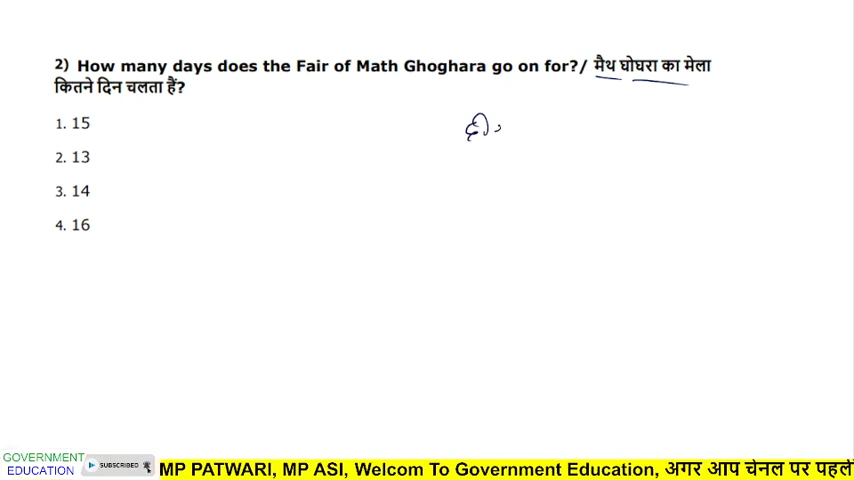 2) How many days does the Fair of Math Ghoghara go on for?/ मैथ घोघरा का मेला
कितने दिन चलता हैं?
1. 15
2. 13
3. 14
4. 16
GOVERNMENT
EDUCATION
SUBSCRIBED
MP PATWARI, MP ASI, Welcom To Government Education, अगर आप चेनल पर पहली